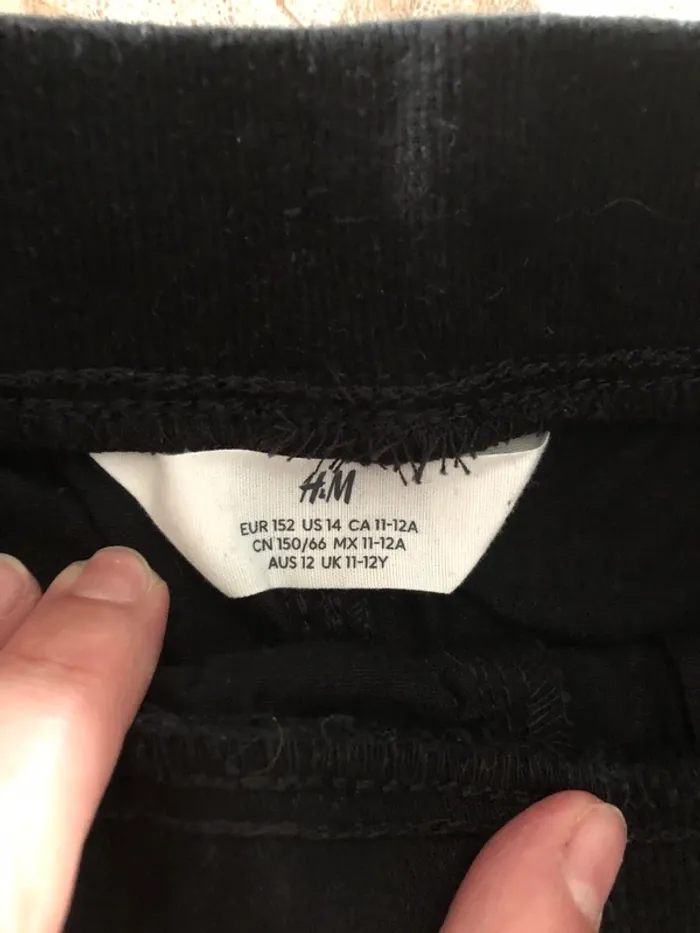 H&M
EUR 152 US 14 CA 11-12A
CN 150/66 MX 11-12A
AUS 12 UK 11-12Y